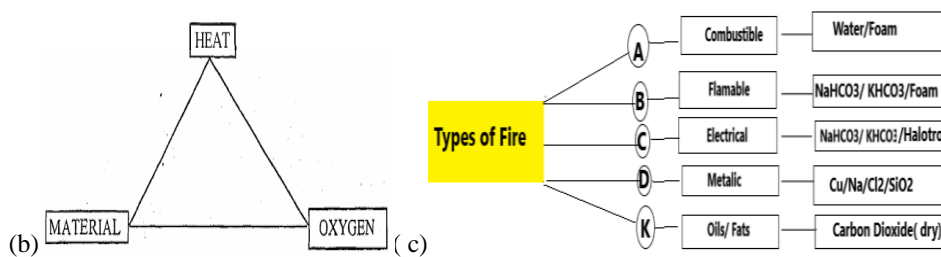 HEAT
MATERIAL
OXYGEN
(b)
( c)
Types of Fire
A
Combustible
Water/Foam
B
Flamable
NaHCO3/ KHCO3/Foam
C
Electrical
NaHCO3/ KHCO3/Halotro
D
Metalic
Cu/Na/Cl2/SiO2
K
Oils/ Fats
Carbon Dioxide( dry)